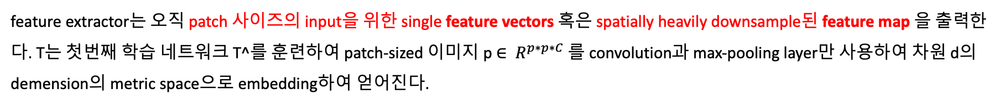 feature extractor는 오직 patch 사이즈의 input을 위한 single feature vectors 혹은 spatially heavily downsample된 feature map 을 출력한
다. T는 첫번째 학습 네트워크 T^를 훈련하여 patch-sized 이미지 p ∈ R^{p*p*C} 를 convolution과 max-pooling layer만 사용하여 차원 d의
demension의 metric space으로 embedding하여 얻어진다.